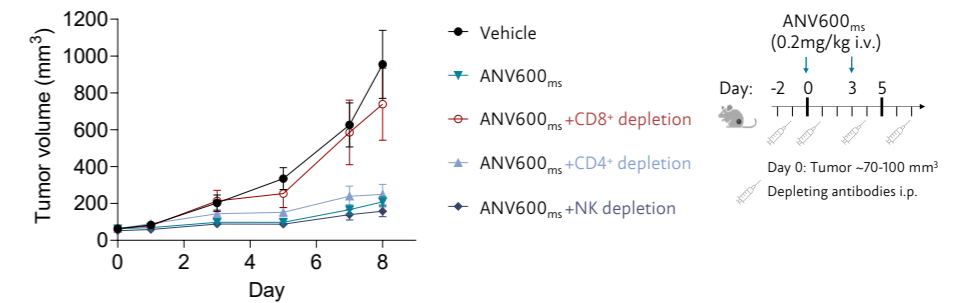 1200
1000
800
600
400
200
0
Tumor volume (mm³)
0 2 4 6 8
Day
Vehicle
ANV600ms
ANV600ms+CD8⁺ depletion
ANV600ms+CD4⁺ depletion
ANV600ms+NK depletion
ANV600ms
(0.2mg/kg i.v.)
Day: -2 0 3 5
Day 0: Tumor ~70-100 mm³
Depleting antibodies i.p.